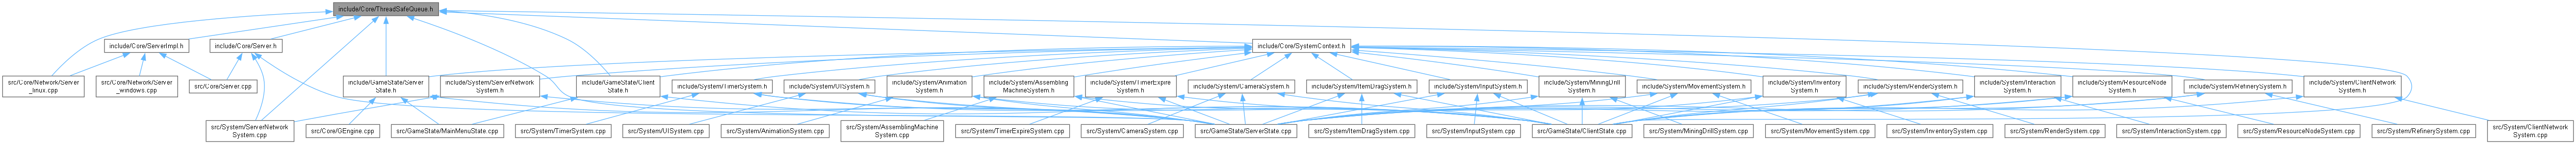 include/Core/ThreadSafeQueue.h
include/Core/ServerImpl.h
include/Core/Server.h
include/Core/SystemContext.h
src/Core/Network/Server
_linux.cpp
src/Core/Network/Server
_windows.cpp
src/Core/Server.cpp
include/GameState/Server
State.h
include/System/ServerNetwork
System.h
include/GameState/Client
State.h
include/System/TimerSystem.h
include/System/UISystem.h
include/System/Animation
System.h
include/System/Assembling
MachineSystem.h
include/System/TimerExpire
System.h
include/System/CameraSystem.h
include/System/ItemDragSystem.h
include/System/InputSystem.h
include/System/MiningDrill
System.h
include/System/MovementSystem.h
include/System/Inventory
System.h
include/System/RenderSystem.h
include/System/Interaction
System.h
include/System/ResourceNode
System.h
include/System/RefinerySystem.h
include/System/ClientNetwork
System.h
src/System/ServerNetwork
System.cpp
src/Core/GEngine.cpp
src/GameState/MainMenuState.cpp
src/System/TimerSystem.cpp
src/System/UISystem.cpp
src/System/AnimationSystem.cpp
src/System/AssemblingMachine
System.cpp
src/System/TimerExpireSystem.cpp
src/System/CameraSystem.cpp
src/GameState/ServerState.cpp
src/System/ItemDragSystem.cpp
src/System/InputSystem.cpp
src/GameState/ClientState.cpp
src/System/MiningDrillSystem.cpp
src/System/MovementSystem.cpp
src/System/InventorySystem.cpp
src/System/RenderSystem.cpp
src/System/InteractionSystem.cpp
src/System/ResourceNodeSystem.cpp
src/System/RefinerySystem.cpp
src/System/ClientNetwork
System.cpp